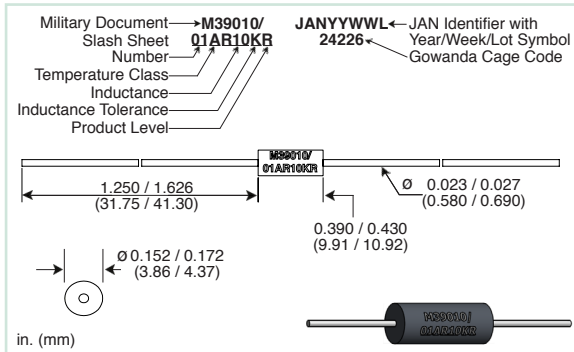 Military Document M39010/ JANYYWWL JAN Identifier with
Slash Sheet 01AR10KR 24226 Year/Week/Lot Symbol
Number Gowanda Cage Code
Temperature Class
Inductance
Inductance Tolerance
Product Level
M39010/
01AR10KR
1.250 / 1.626
(31.75 / 41.30)
Ø 0.023 / 0.027
(0.580 / 0.690)
0.390 / 0.430
(9.91 / 10.92)
Ø 0.152 / 0.172
(3.86 / 4.37)
M39010/
01AR10KR
in. (mm)